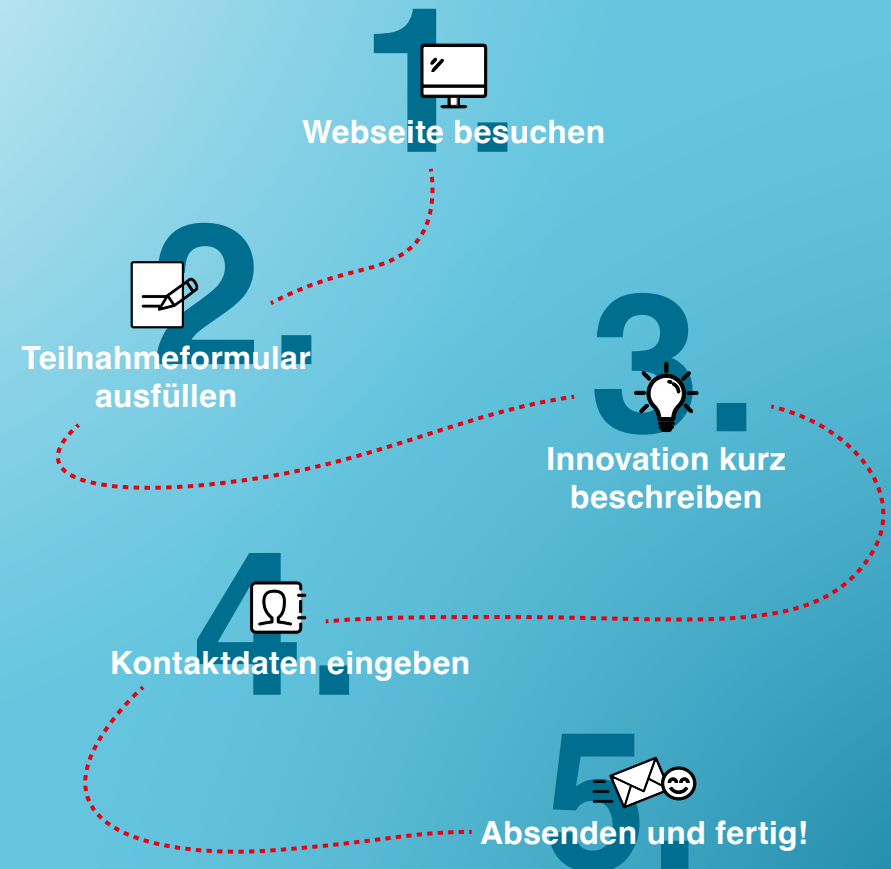 1.
Webseite besuchen
2.
Teilnahmeformular
ausfüllen
3.
Innovation kurz
beschreiben
4.
Kontaktdaten eingeben
5.
Absenden und fertig!